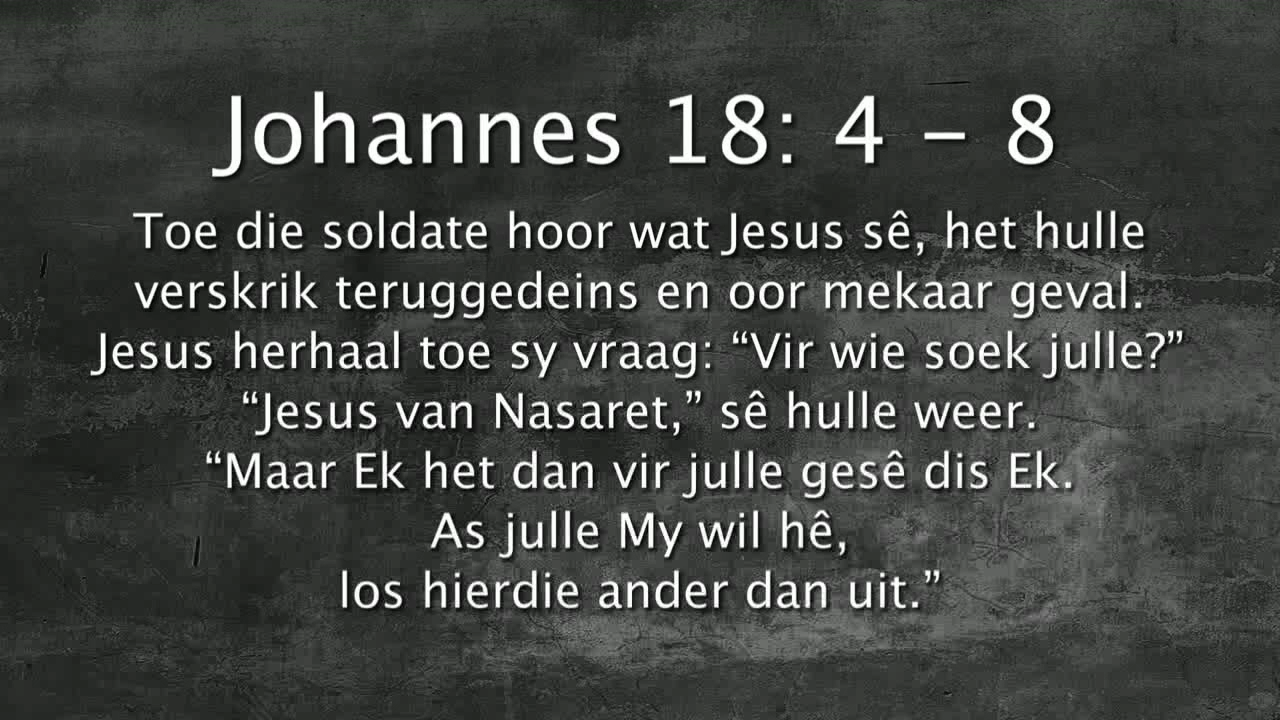 Johannes 18: 4 – 8
Toe die soldate hoor wat Jesus sê, het hulle
verskrik teruggedeins en oor mekaar geval.
Jesus herhaal toe sy vraag: “Vir wie soek julle?”
“Jesus van Nasaret,” sê hulle weer.
“Maar Ek het dan vir julle gesê dis Ek.
As julle My wil hê,
los hierdie ander dan uit.”